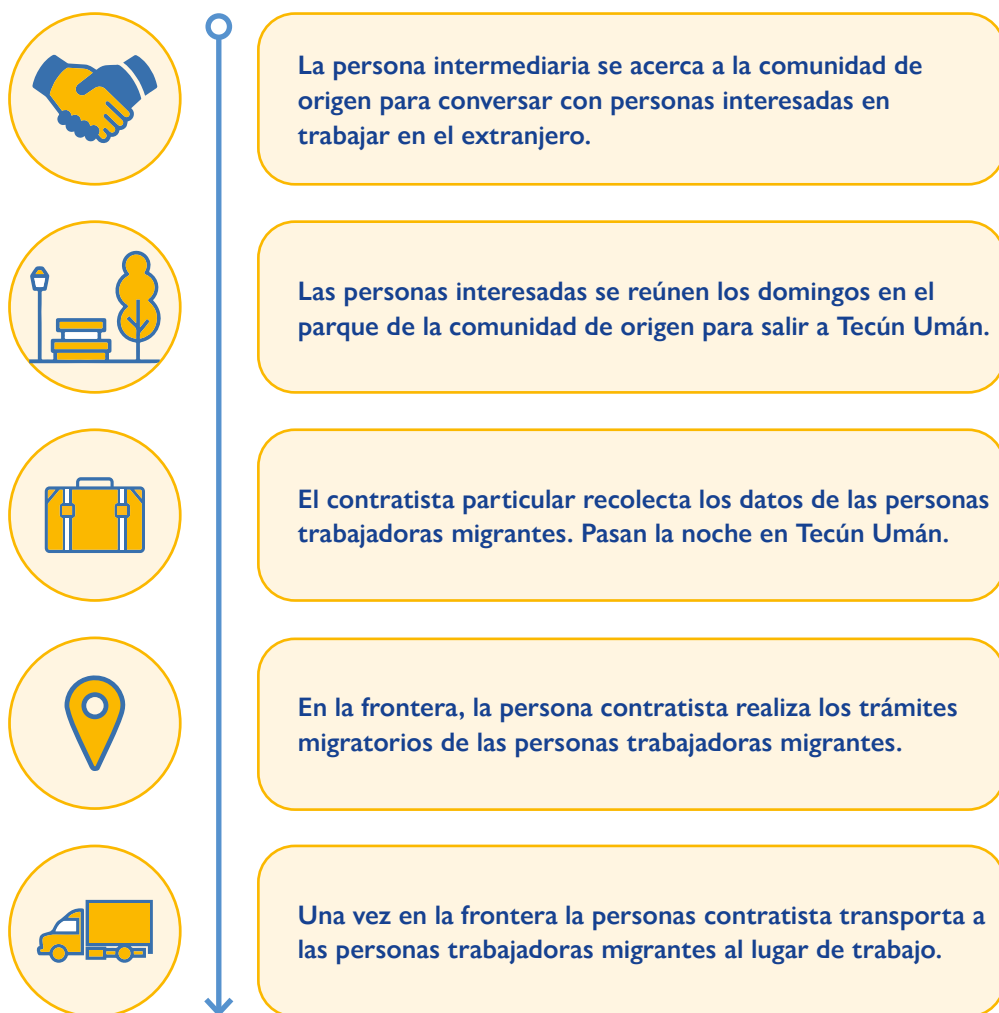 La persona intermediaria se acerca a la comunidad de
origen para conversar con personas interesadas en
trabajar en el extranjero.
Las personas interesadas se reúnen los domingos en el
parque de la comunidad de origen para salir a Tecún Umán.
El contratista particular recolecta los datos de las personas
trabajadoras migrantes. Pasan la noche en Tecún Umán.
En la frontera, la persona contratista realiza los trámites
migratorios de las personas trabajadoras migrantes.
Una vez en la frontera la personas contratista transporta a
las personas trabajadoras migrantes al lugar de trabajo.